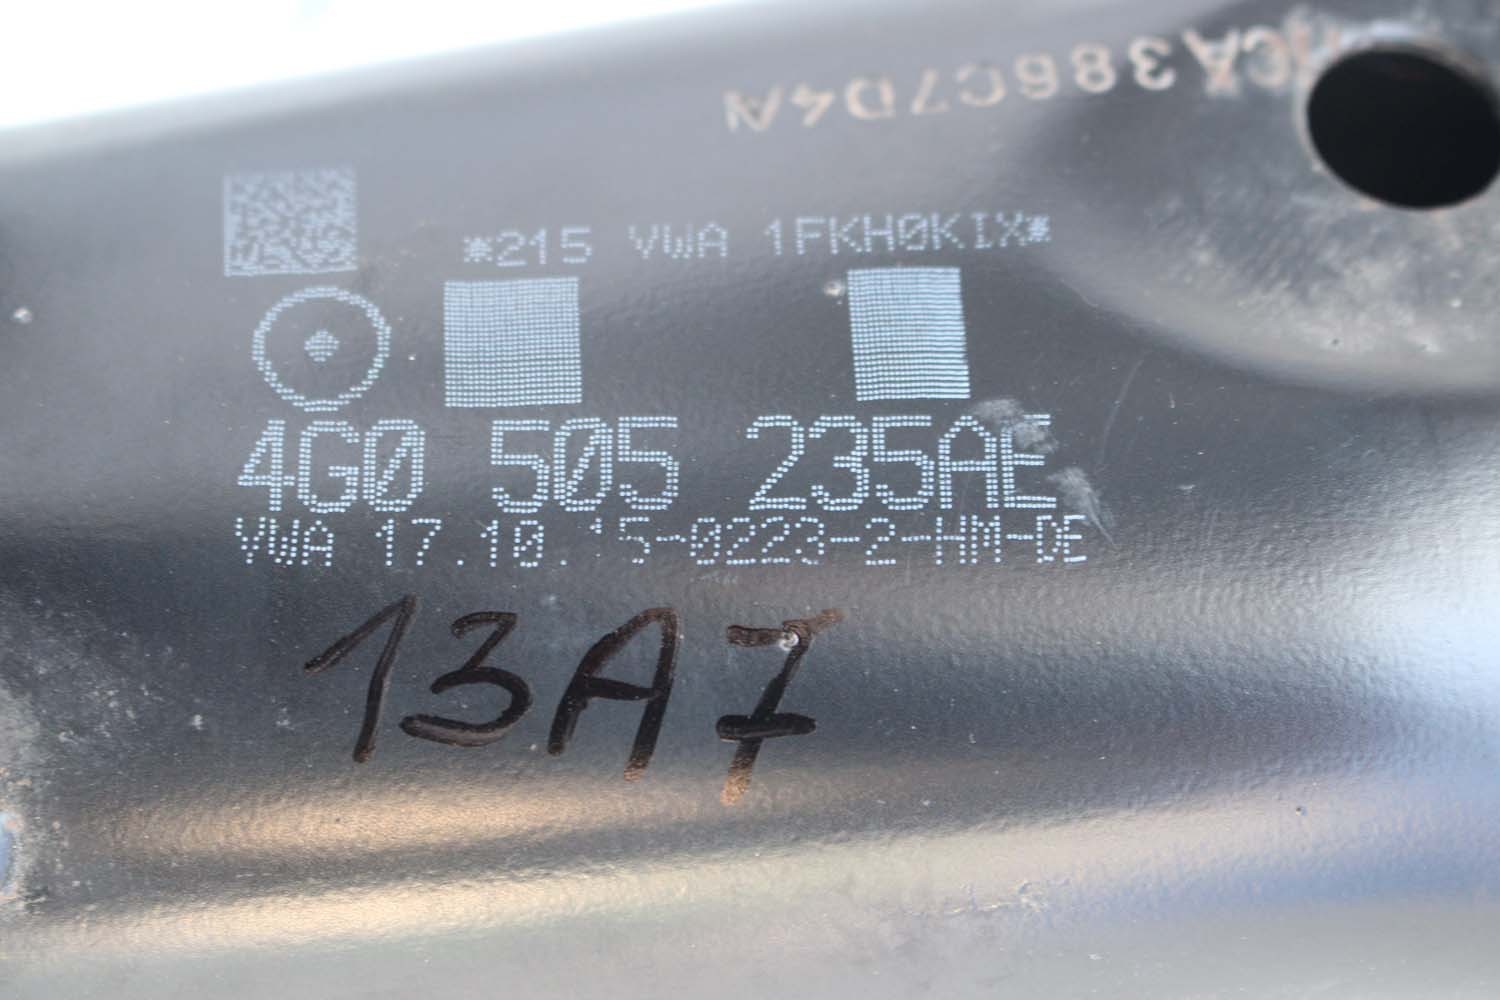 *215 VWA 1FKH0KIX*
4G0 505 235AE
VWA 17.10.15-0223-2-HM-DE
13A7